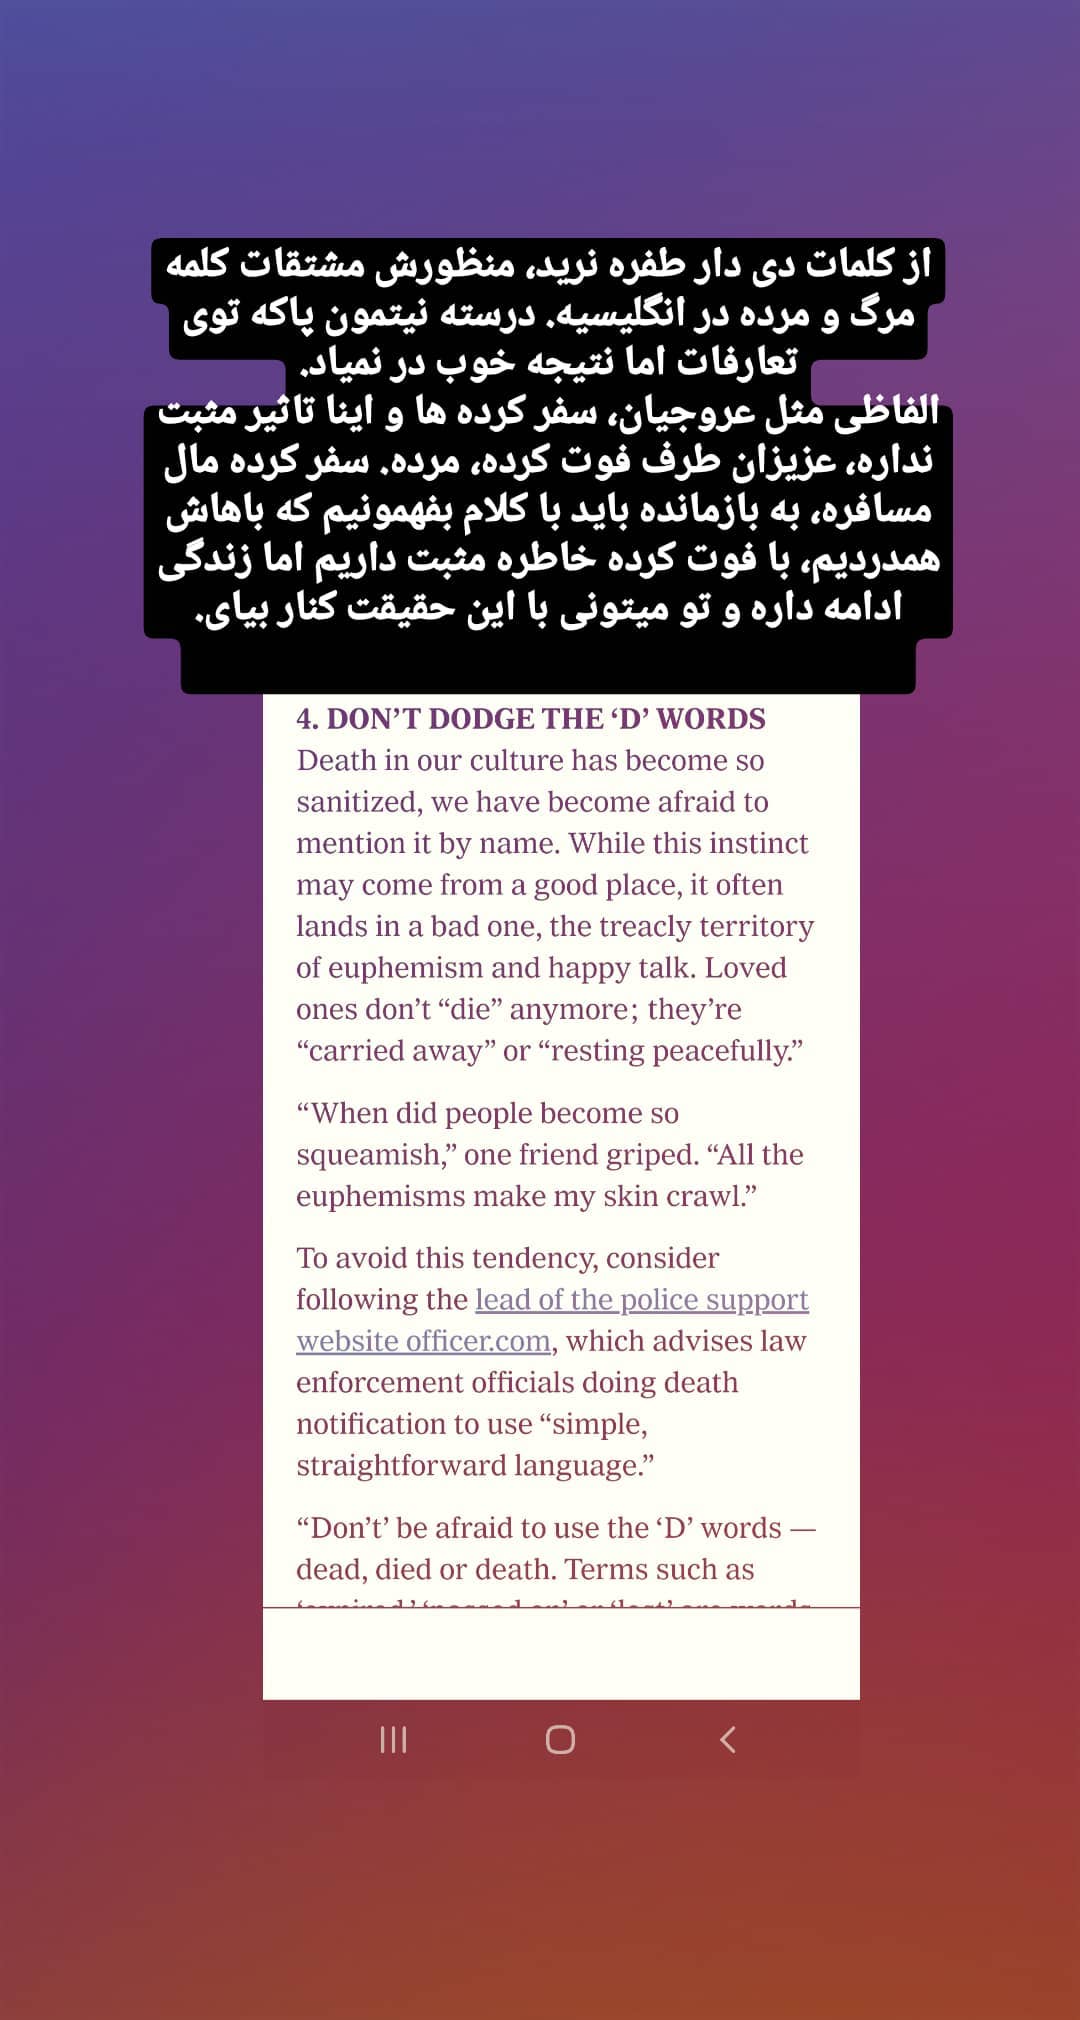 از کلمات دی دار طفره نرید، منظورش مشتقات کلمه
مرگ و مرده در انگلیسیه. درسته نیتمون پاکه توی
تعارفات اما نتیجه خوب در نمیاد.
الفاظی مثل عروجیان، سفر کرده ها و اینا تاثیر مثبت
نداره، عزیزان طرف فوت کرده، مرده. سفر کرده مال
مسافره، به بازمانده باید با کلام بفهمونیم که باهاش
همدردیم، با فوت کرده خاطره مثبت داریم اما زندگی
ادامه داره و تو میتونی با این حقیقت کنار بیای.
4. DON’T DODGE THE ‘D’ WORDS
Death in our culture has become so
sanitized, we have become afraid to
mention it by name. While this instinct
may come from a good place, it often
lands in a bad one, the treacly territory
of euphemism and happy talk. Loved
ones don’t “die” anymore; they’re
“carried away” or “resting peacefully.”
“When did people become so
squeamish,” one friend griped. “All the
euphemisms make my skin crawl.”
To avoid this tendency, consider
following the lead of the police support
website officer.com, which advises law
enforcement officials doing death
notification to use “simple,
straightforward language.”
“Don’t’ be afraid to use the ‘D’ words —
dead, died or death. Terms such as